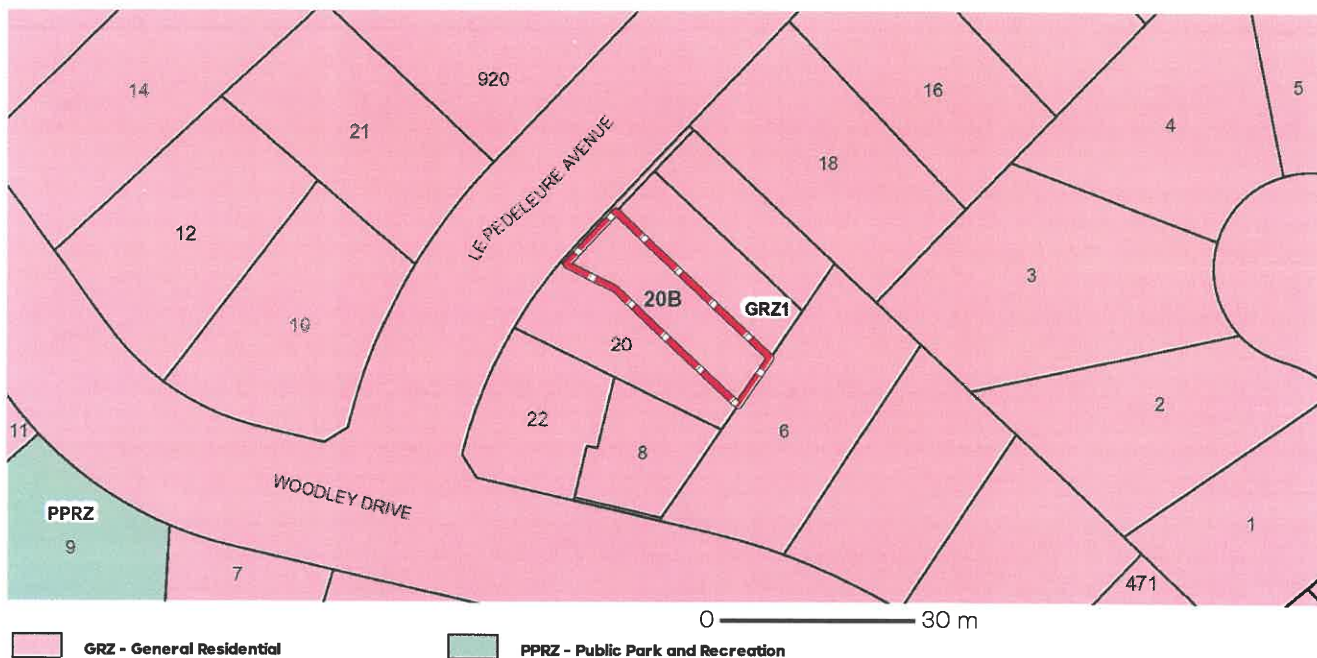 14
920
16
5
4
21
LE PEDELEURE AVENUE
18
12
3
20B
GRZ1
10
20
2
22
6
11
8
WOODLEY DRIVE
PPRZ
9
1
7
471
0 30 m
GRZ - General Residential PPRZ - Public Park and Recreation